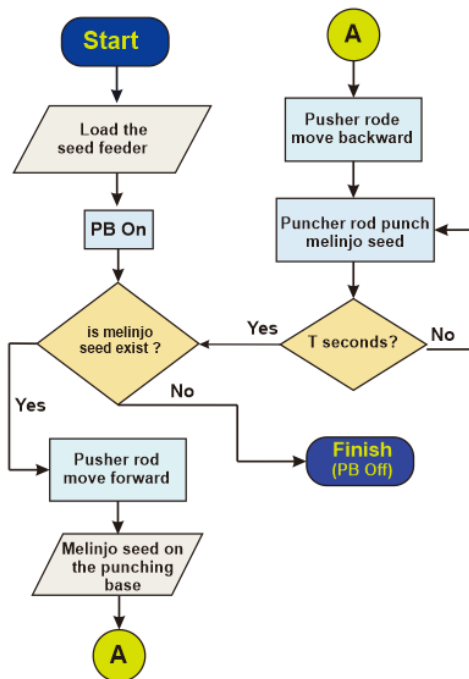 Start
Load the
seed feeder
PB On
is melinjo
seed exist ?
Yes
No
Pusher rod
move forward
Melinjo seed on
the punching
base
A
A
Pusher rode
move backward
Puncher rod punch
melinjo seed
T seconds?
Yes
No
Finish
(PB Off)